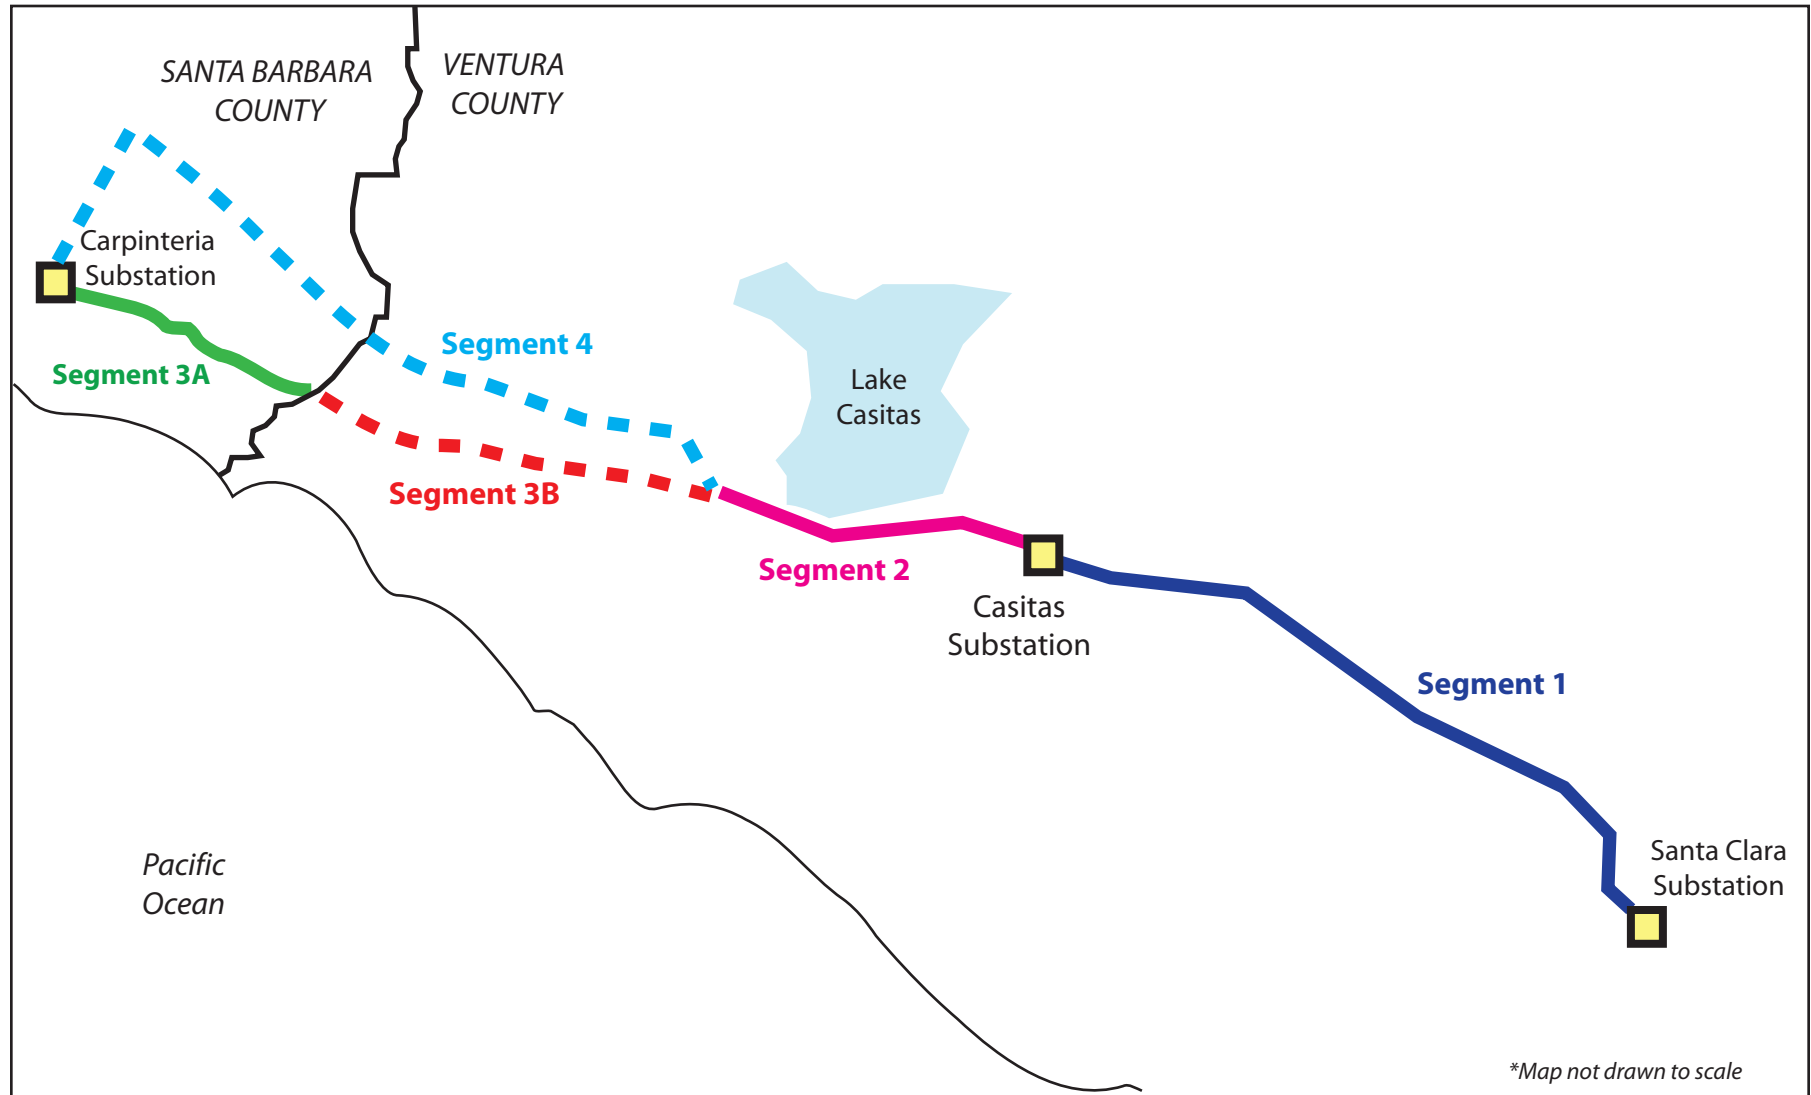 SANTA BARBARA
COUNTY
VENTURA
COUNTY
Carpinteria
Substation
Segment 4
Segment 3A
Lake
Casitas
Segment 3B
Segment 2
Casitas
Substation
Segment 1
Santa Clara
Substation
Pacific
Ocean
*Map not drawn to scale